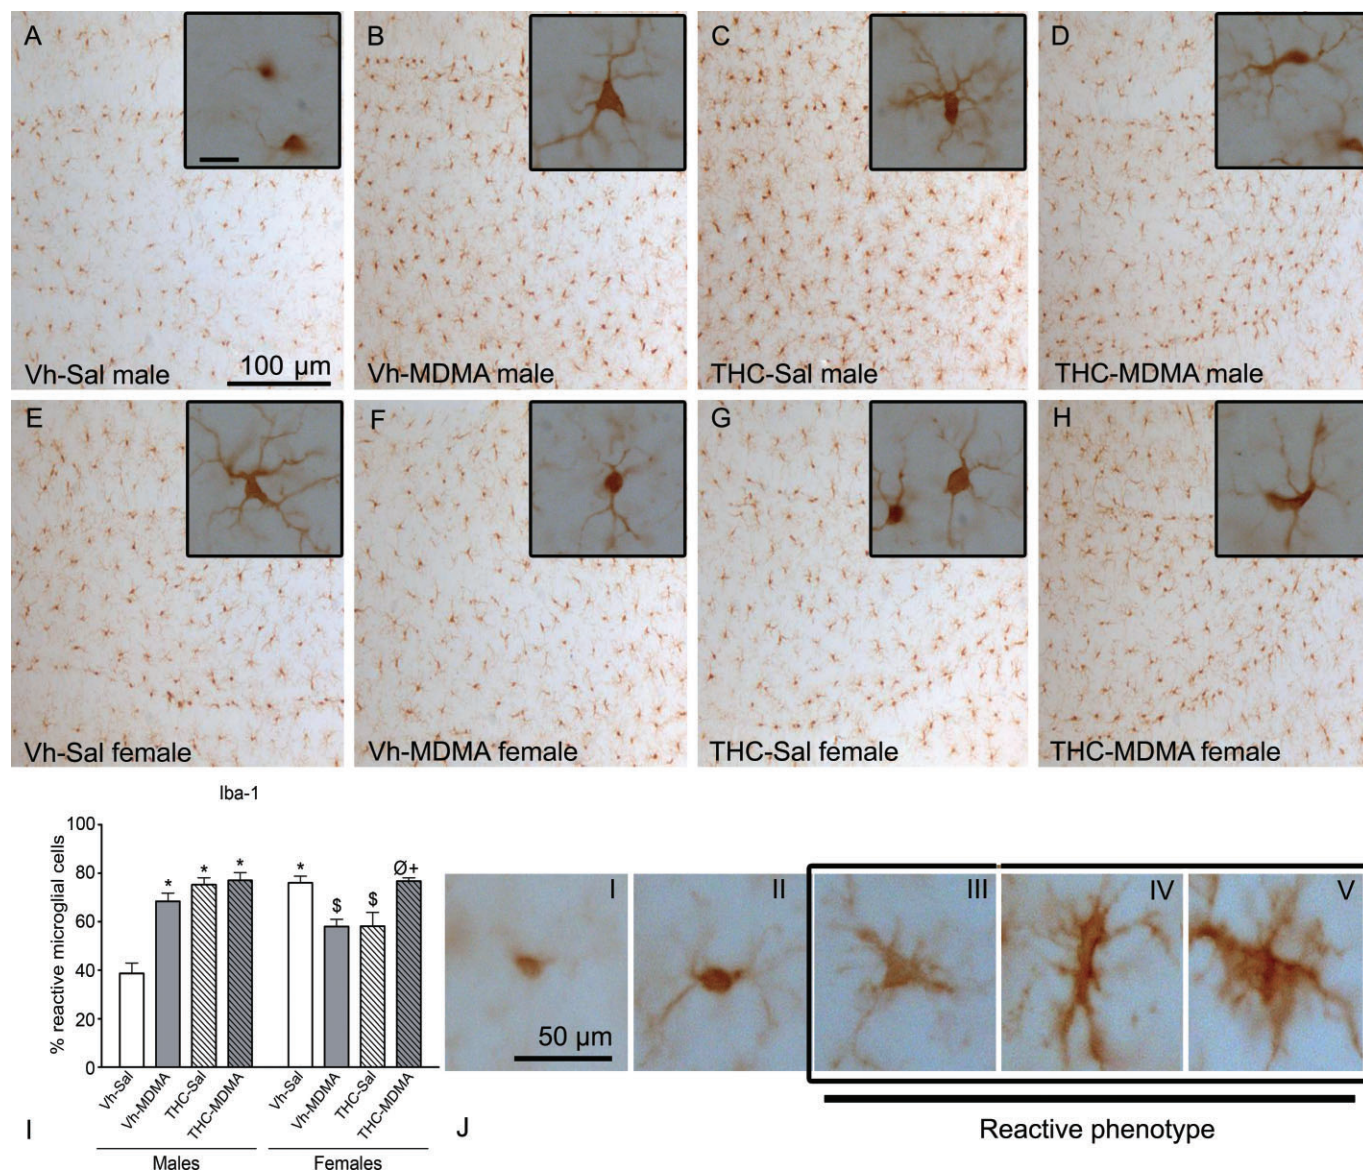 A
B
C
D
Vh-Sal male
100 µm
Vh-MDMA male
THC-Sal male
THC-MDMA male
E
F
G
H
Vh-Sal female
Vh-MDMA female
THC-Sal female
THC-MDMA female
Iba-1
% reactive microglial cells
100
80
60
40
20
0
*
*
*
*
$
$
Ø+
Vh-Sal
Vh-MDMA
THC-Sal
THC-MDMA
Vh-Sal
Vh-MDMA
THC-Sal
THC-MDMA
Males
Females
I
I
II
III
IV
V
50 µm
J
Reactive phenotype